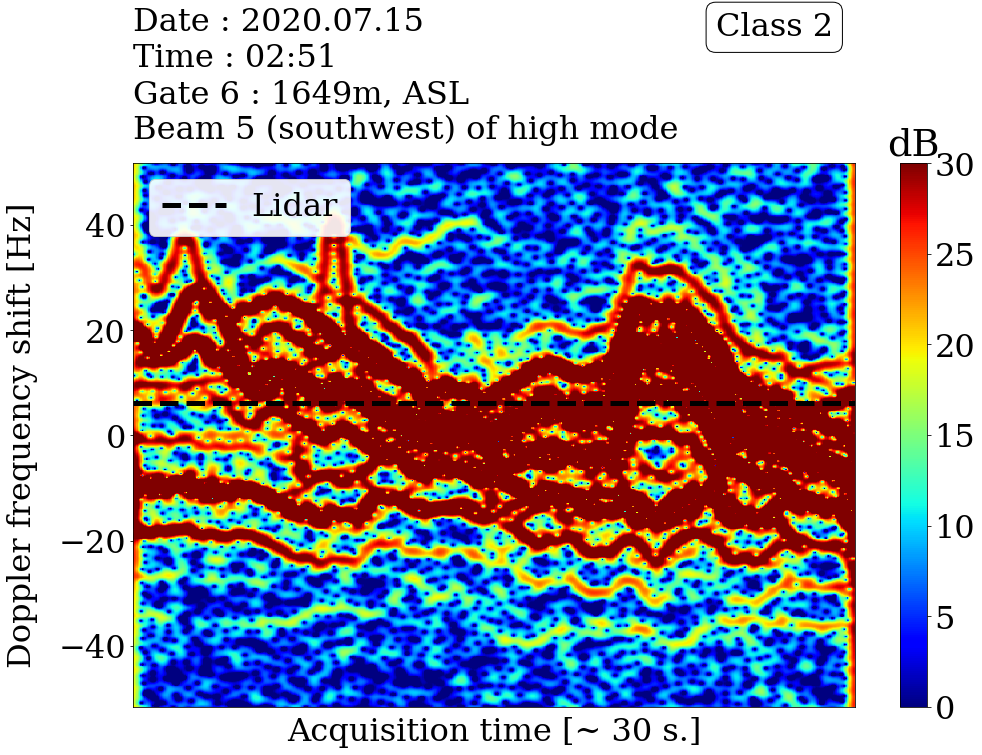 Date : 2020.07.15
Time : 02:51
Gate 6 : 1649m, ASL
Beam 5 (southwest) of high mode
Class 2
dB
Lidar
Doppler frequency shift [Hz]
40
20
0
−20
−40
Acquisition time [~ 30 s.]
30
25
20
15
10
5
0